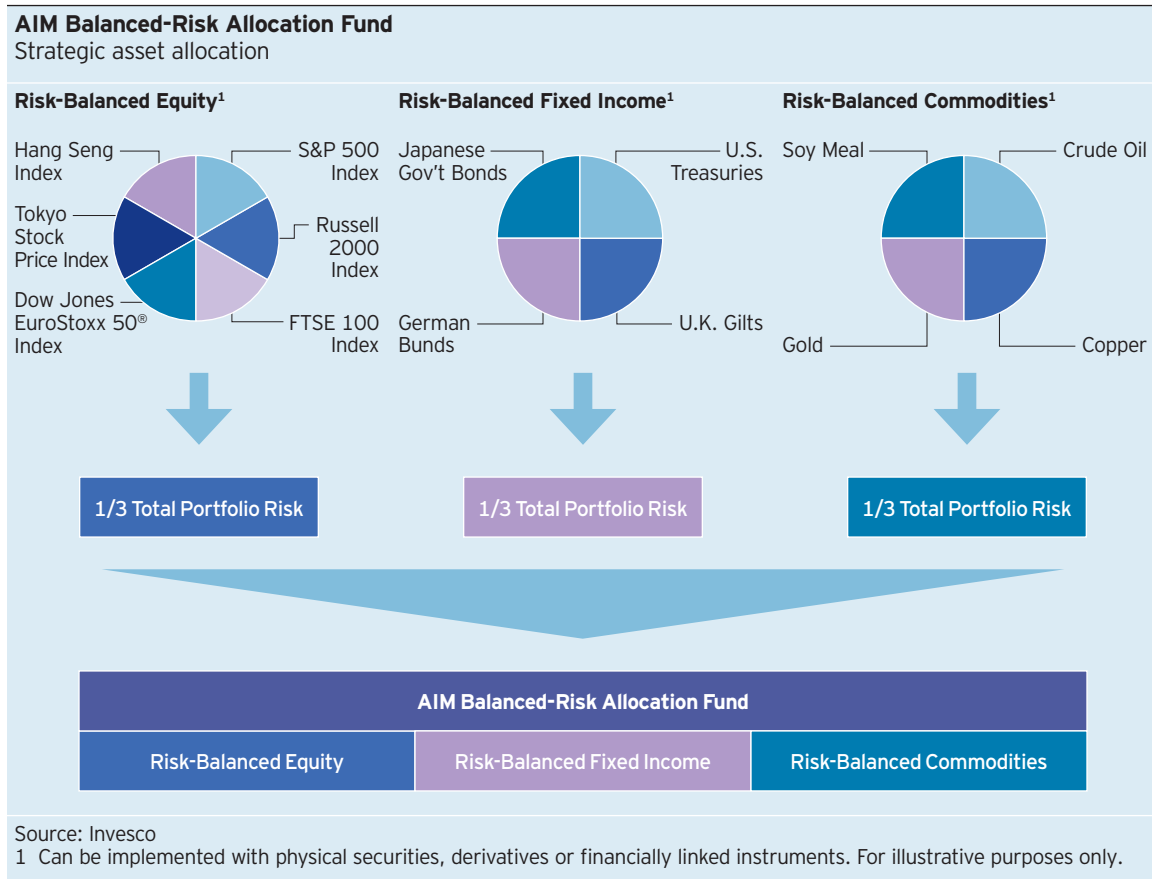 AIM Balanced-Risk Allocation Fund
Strategic asset allocation
Risk-Balanced Equity¹
Hang Seng
Index
S&P 500
Index
Tokyo
Stock
Price Index
Russell
2000
Index
Dow Jones
EuroStoxx 50®
Index
FTSE 100
Index
Risk-Balanced Fixed Income¹
Japanese
Gov't Bonds
U.S.
Treasuries
German
Bunds
U.K. Gilts
Risk-Balanced Commodities¹
Soy Meal
Crude Oil
Gold
Copper
1/3 Total Portfolio Risk
1/3 Total Portfolio Risk
1/3 Total Portfolio Risk
AIM Balanced-Risk Allocation Fund
Risk-Balanced Equity
Risk-Balanced Fixed Income
Risk-Balanced Commodities
Source: Invesco
1 Can be implemented with physical securities, derivatives or financially linked instruments. For illustrative purposes only.